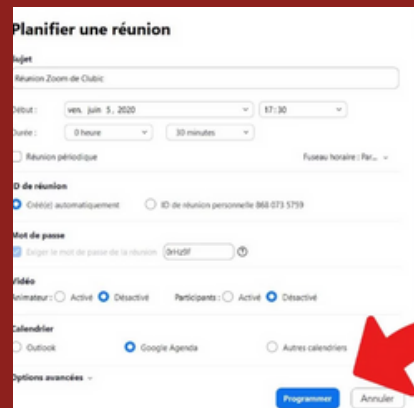 Planifier une réunion
Sujet
Réunion Zoom de Clubic
Début : ven. juin 5, 2020 17:30
Durée : 0 heure 30 minutes
Réunion périodique Fuseau horaire : Par...
ID de réunion
Créé(e) automatiquement ID de réunion personnelle 868 073 5759
Mot de passe
Exiger le mot de passe de la réunion
Vidéo
Animateur : Activé Désactivé Participants : Activé Désactivé
Calendrier
Outlook Google Agenda Autres calendriers
Options avancées
Programmer Annuler